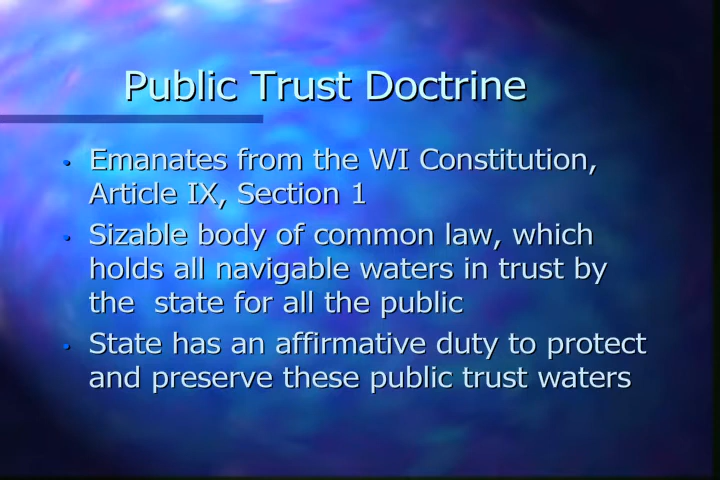 Public Trust Doctrine
• Emanates from the WI Constitution,
Article IX, Section 1
• Sizable body of common law, which
holds all navigable waters in trust by
the  state for all the public
• State has an affirmative duty to protect
and preserve these public trust waters